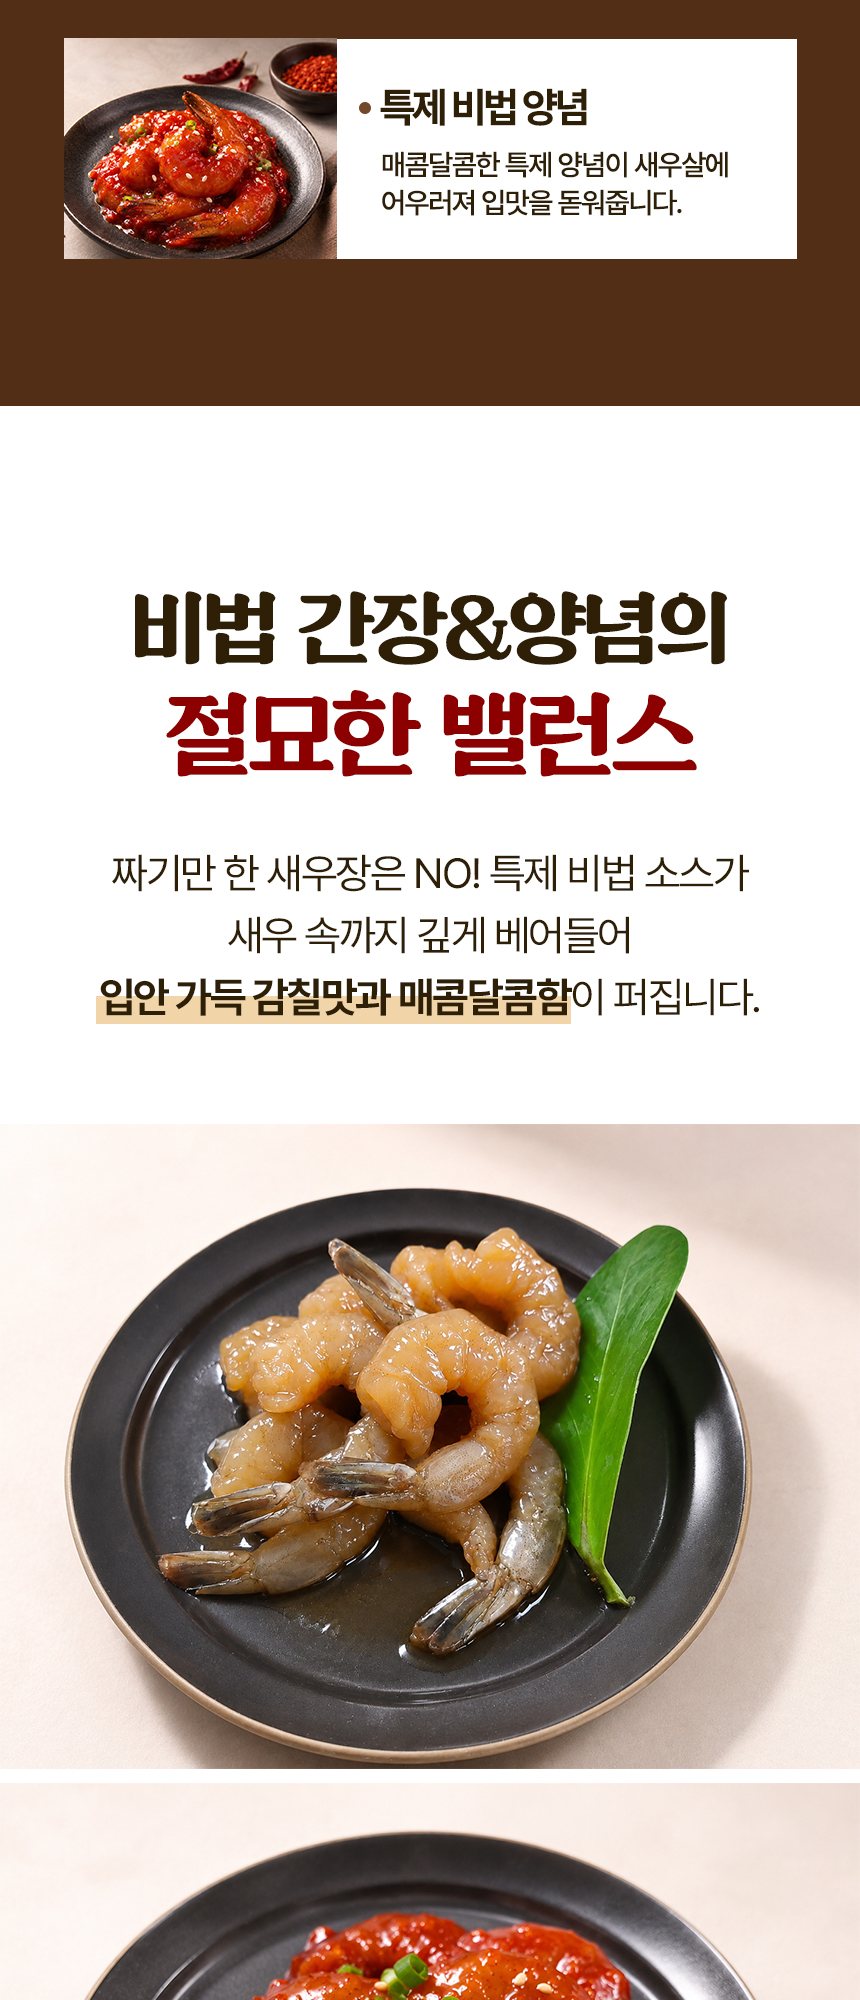 특제 비법 양념
매콤달콤한 특제 양념이 새우살에
어우러져 입맛을 돋워줍니다.
비법 간장&양념의
절묘한 밸런스
짜기만 한 새우장은 NO! 특제 비법 소스가
새우 속까지 깊게 베어들어
입안 가득 감칠맛과 매콤달콤함이 퍼집니다.